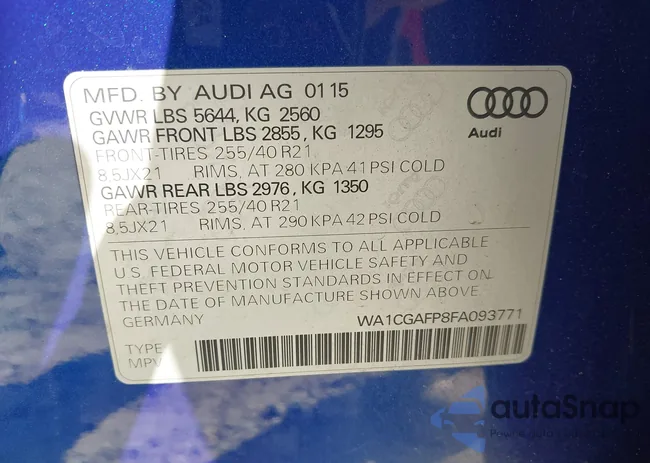 MFD. BY AUDI AG 01 15
GVWR LBS 5644, KG 2560
GAWR FRONT LBS 2855, KG 1295
FRONT-TIRES 255/40 R21
8,5JX21 RIMS, AT 280 KPA 41 PSI COLD
GAWR REAR LBS 2976, KG 1350
REAR-TIRES 255/40 R21
8,5JX21 RIMS, AT 290 KPA 42 PSI COLD
Audi
THIS VEHICLE CONFORMS TO ALL APPLICABLE
U.S. FEDERAL MOTOR VEHICLE SAFETY AND
THEFT PREVENTION STANDARDS IN EFFECT ON
THE DATE OF MANUFACTURE SHOWN ABOVE.
GERMANY WA1CGAFP8FA093771
TYPE
MPV
autoSnap